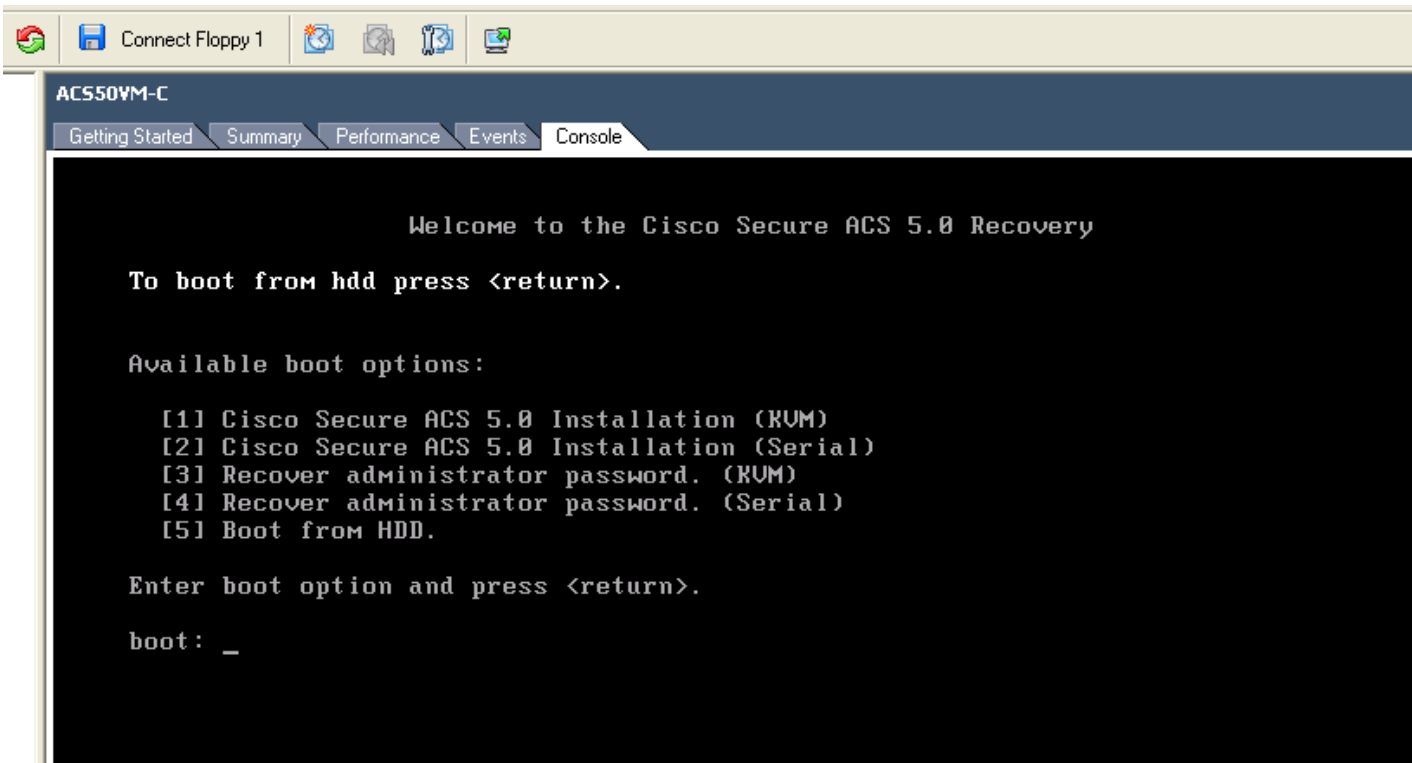 Connect Floppy 1
ACS50VM-C
Getting Started Summary Performance Events Console
Welcome to the Cisco Secure ACS 5.0 Recovery
To boot from hdd press <return>.
Available boot options:
[1] Cisco Secure ACS 5.0 Installation (KVM)
[2] Cisco Secure ACS 5.0 Installation (Serial)
[3] Recover administrator password. (KVM)
[4] Recover administrator password. (Serial)
[5] Boot from HDD.
Enter boot option and press <return>.
boot: _